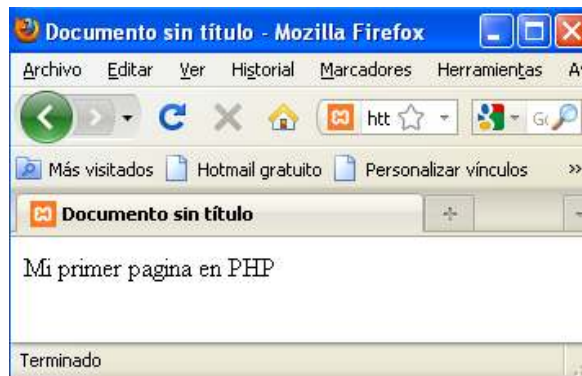 Documento sin título - Mozilla Firefox
Archivo Editar Ver Historial Marcadores Herramientas
htt
Más visitados Hotmail gratuito Personalizar vínculos »
Documento sin título
Mi primer pagina en PHP
Terminado